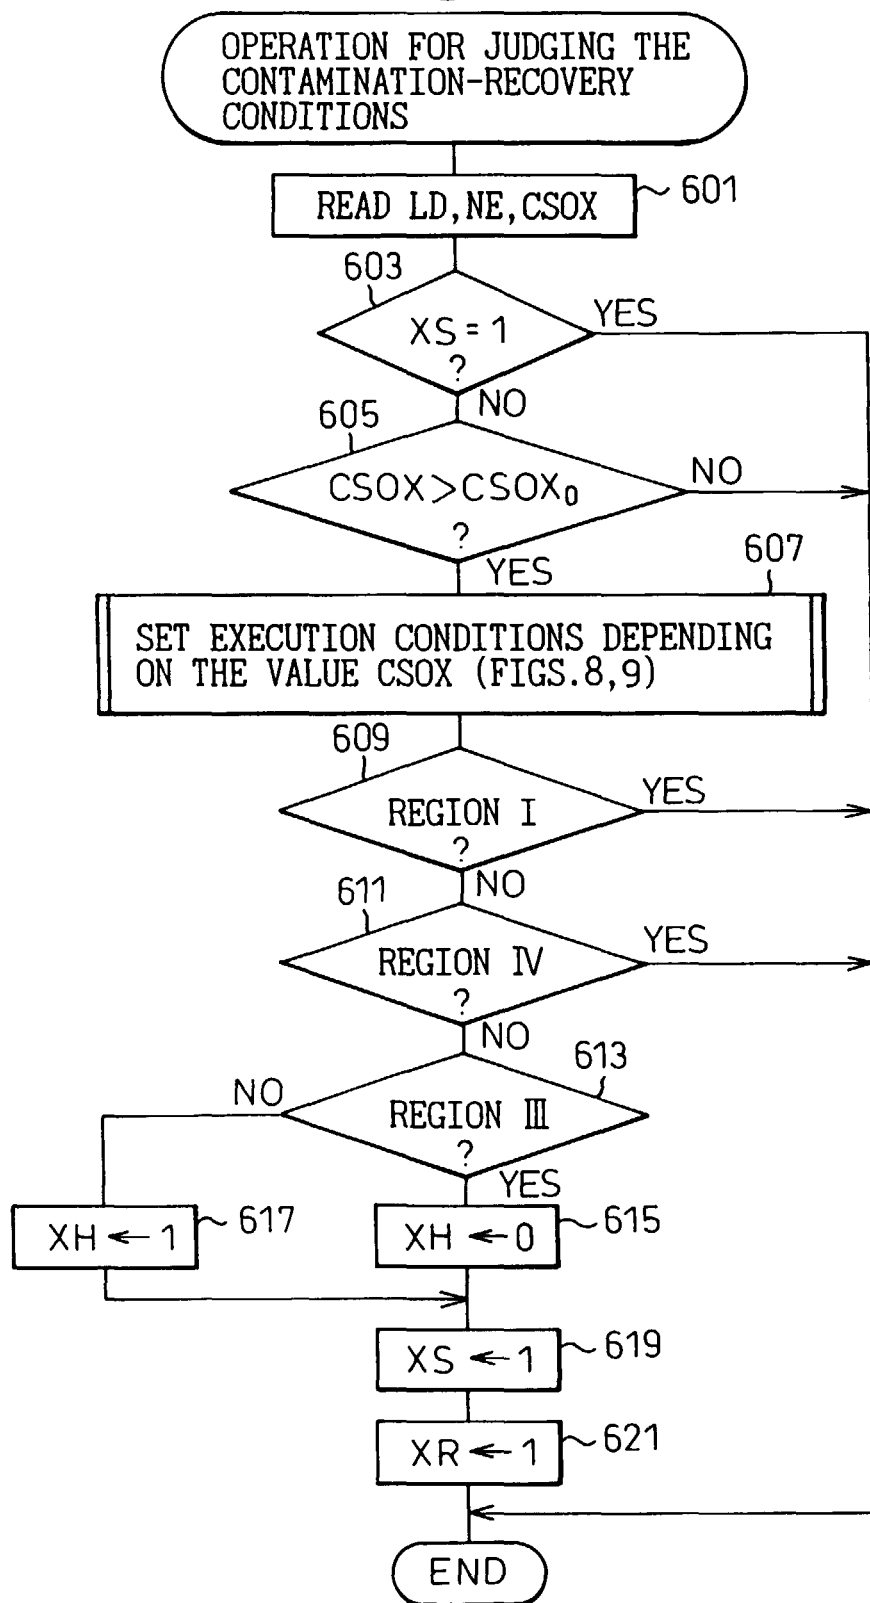 OPERATION FOR JUDGING THE
CONTAMINATION-RECOVERY
CONDITIONS
READ LD,NE,CSOX
601
603
XS=1
?
YES
NO
605
CSOX>CSOX₀
?
NO
YES
607
SET EXECUTION CONDITIONS DEPENDING
ON THE VALUE CSOX (FIGS.8,9)
609
REGION I
?
YES
NO
611
REGION IV
?
YES
NO
613
REGION III
?
NO
YES
XH←1
617
XH←0
615
XS←1
619
XR←1
621
END